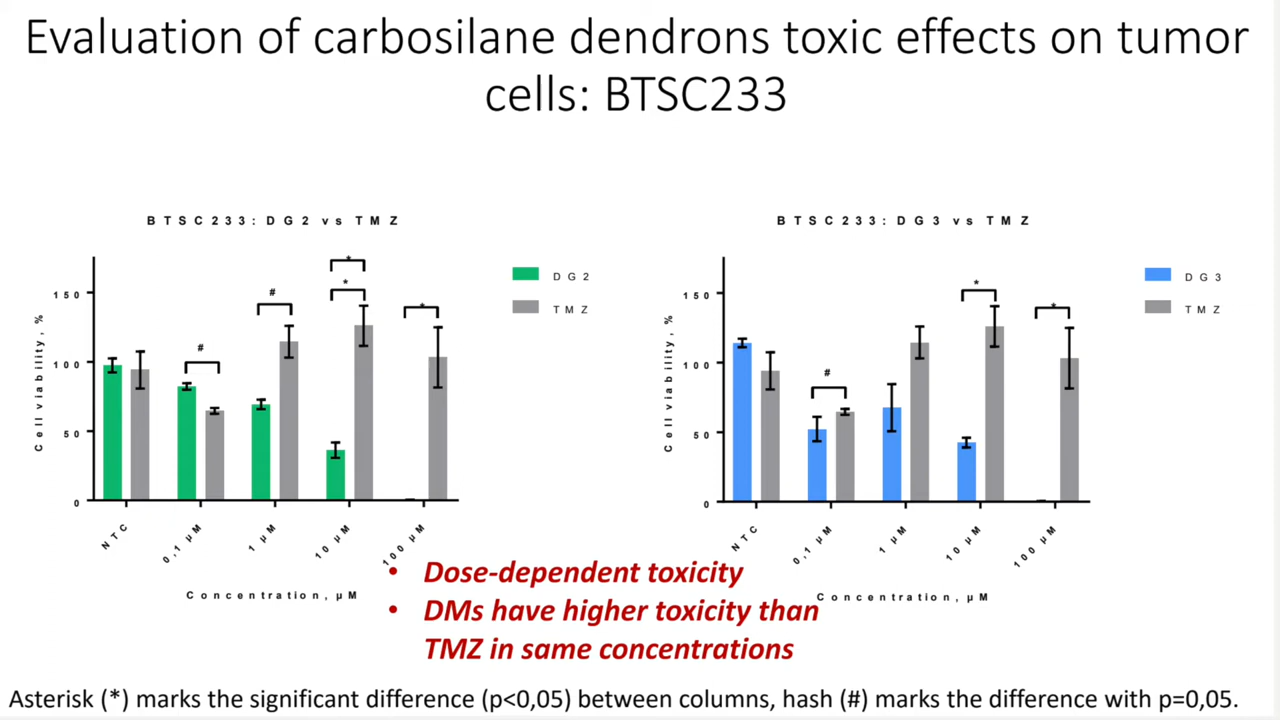 Evaluation of carbosilane dendrons toxic effects on tumor
cells: BTSC233
BTSC233: DG2 vs TMZ
Cell viability, %
150
100
50
0
#
#
*
*
*
DG2
TMZ
NTC
0,1 µM
1 µM
10 µM
100 µM
Concentration, µM
BTSC233: DG3 vs TMZ
Cell viability, %
150
100
50
0
#
*
*
DG3
TMZ
NTC
0,1 µM
1 µM
10 µM
100 µM
Concentration, µM
• Dose-dependent toxicity
• DMs have higher toxicity than
TMZ in same concentrations
Asterisk (*) marks the significant difference (p<0,05) between columns, hash (#) marks the difference with p=0,05.